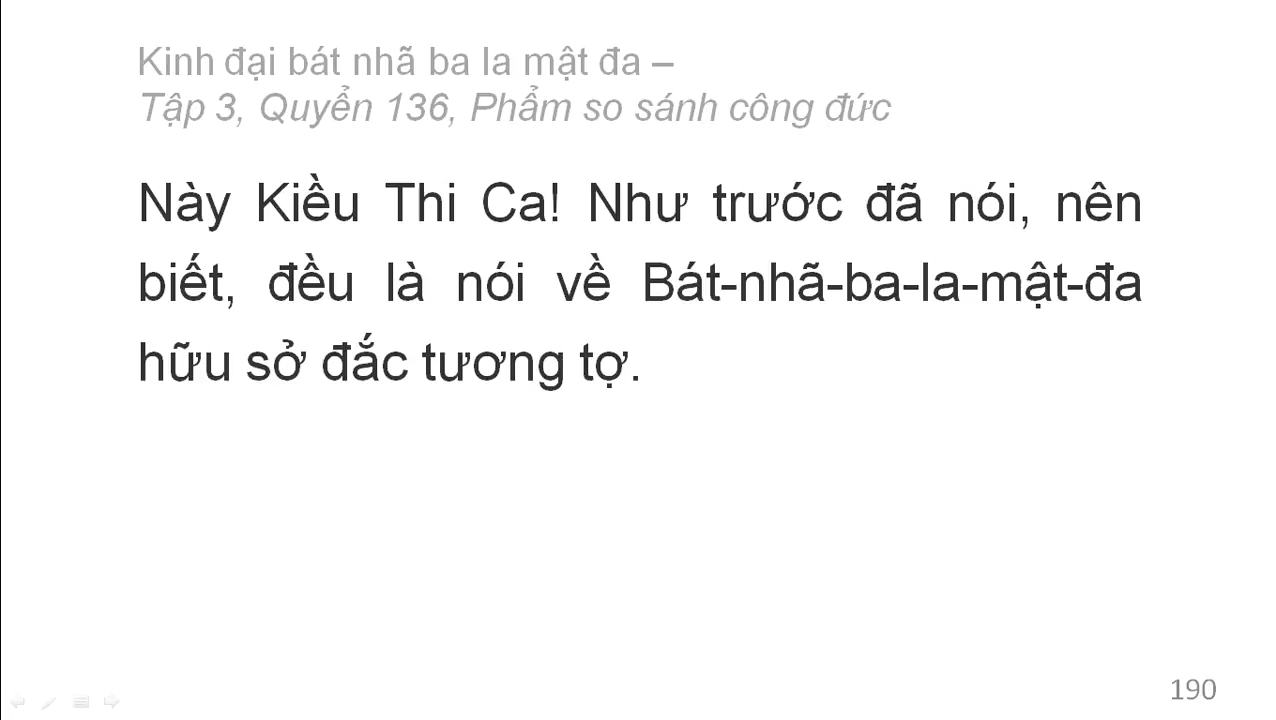 Kinh đại bát nhã ba la mật đa –
Tập 3, Quyển 136, Phẩm so sánh công đức
Này Kiều Thi Ca! Như trước đã nói, nên
biết, đều là nói về Bát-nhã-ba-la-mật-đa
hữu sở đắc tương tợ.
190